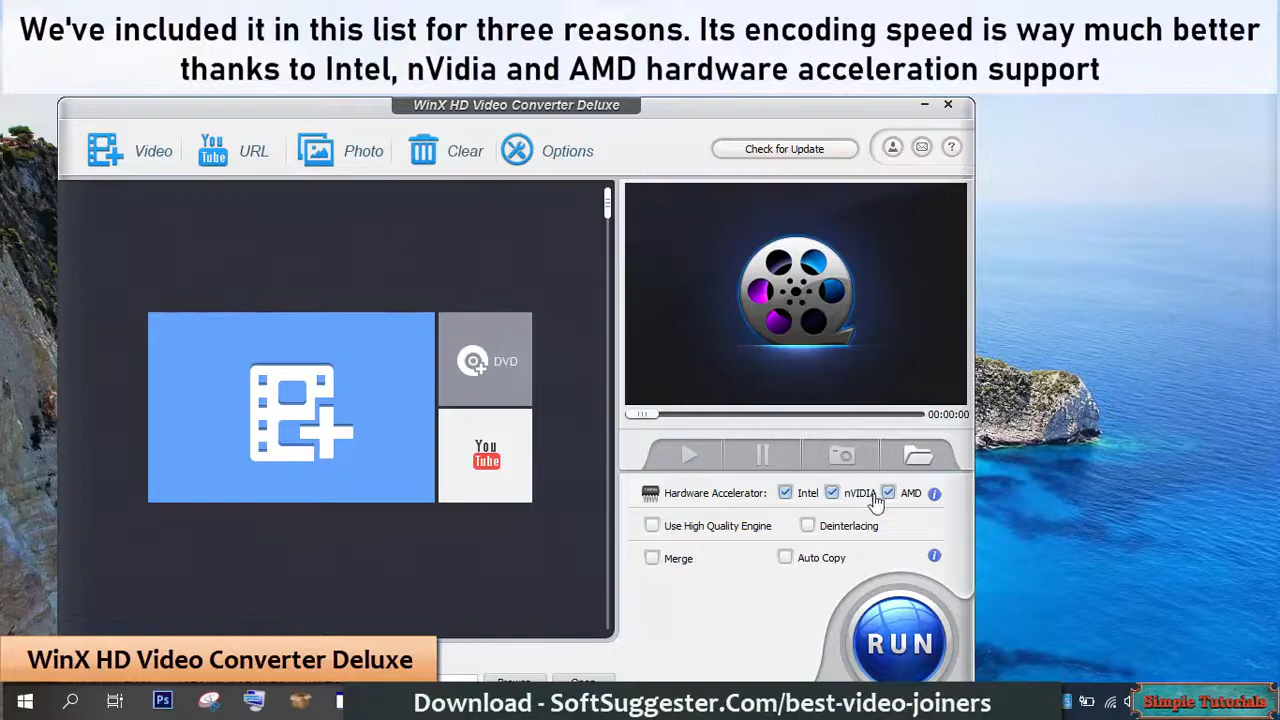 We've included it in this list for three reasons. Its encoding speed is way much better
thanks to Intel, nVidia and AMD hardware acceleration support
WinX HD Video Converter Deluxe
Video
You Tube
URL
Photo
Clear
Options
Check for Update
?
DVD
You Tube
00:00:00
Hardware Accelerator: Intel nVIDIA AMD i
Use High Quality Engine Deinterlacing
Merge Auto Copy i
RUN
WinX HD Video Converter Deluxe
Ps
Download - SoftSuggester.Com/best-video-joiners
Simple Tutorials